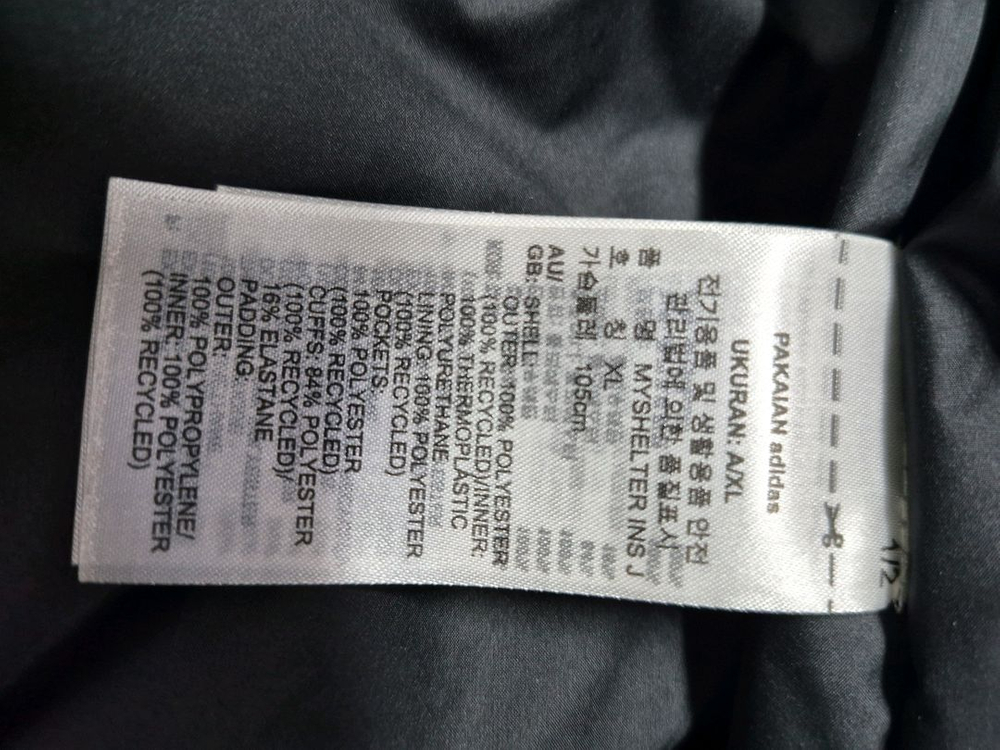 1/2
PAKAIAN adidas
UKURAN: A/XL
전기용품 및 생활용품 안전
관리법에 의한 품질표시
품 명 MYSHELTER INS J
호 칭 XL
가슴둘레 105cm
AU/
GB: SHELL:
OUTER: 100% POLYESTER
(100% RECYCLED)/INNER:
100% THERMOPLASTIC
POLYURETHANE
LINING: 100% POLYESTER
(100% RECYCLED)
POCKETS:
100% POLYESTER
(100% RECYCLED)
CUFFS: 84% POLYESTER
(100% RECYCLED)/
16% ELASTANE
PADDING:
OUTER:
100% POLYPROPYLENE/
INNER: 100% POLYESTER
(100% RECYCLED)